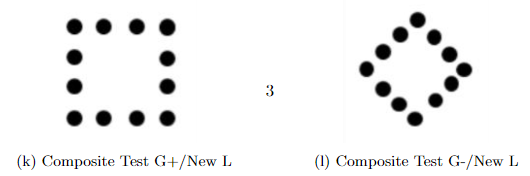 3
(k) Composite Test G+/New L
(l) Composite Test G-/New L